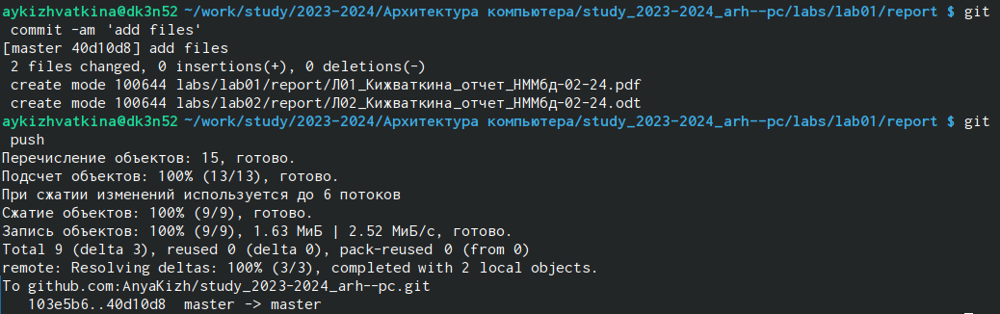 aykizhvatkina@dk3n52 ~/work/study/2023-2024/Архитектура компьютера/study_2023-2024_arh--pc/labs/lab01/report $ git
commit -am 'add files'
[master 40d10d8] add files
2 files changed, 0 insertions(+), 0 deletions(-)
create mode 100644 labs/lab01/report/Л01_Кижваткина_отчет_НММбд-02-24.pdf
create mode 100644 labs/lab02/report/Л02_Кижваткина_отчет_НММбд-02-24.odt
aykizhvatkina@dk3n52 ~/work/study/2023-2024/Архитектура компьютера/study_2023-2024_arh--pc/labs/lab01/report $ git
push
Перечисление объектов: 15, готово.
Подсчет объектов: 100% (13/13), готово.
При сжатии изменений используется до 6 потоков
Сжатие объектов: 100% (9/9), готово.
Запись объектов: 100% (9/9), 1.63 МиБ | 2.52 МиБ/с, готово.
Total 9 (delta 3), reused 0 (delta 0), pack-reused 0 (from 0)
remote: Resolving deltas: 100% (3/3), completed with 2 local objects.
To github.com:AnyaKizh/study_2023-2024_arh--pc.git
103e5b6..40d10d8  master -> master